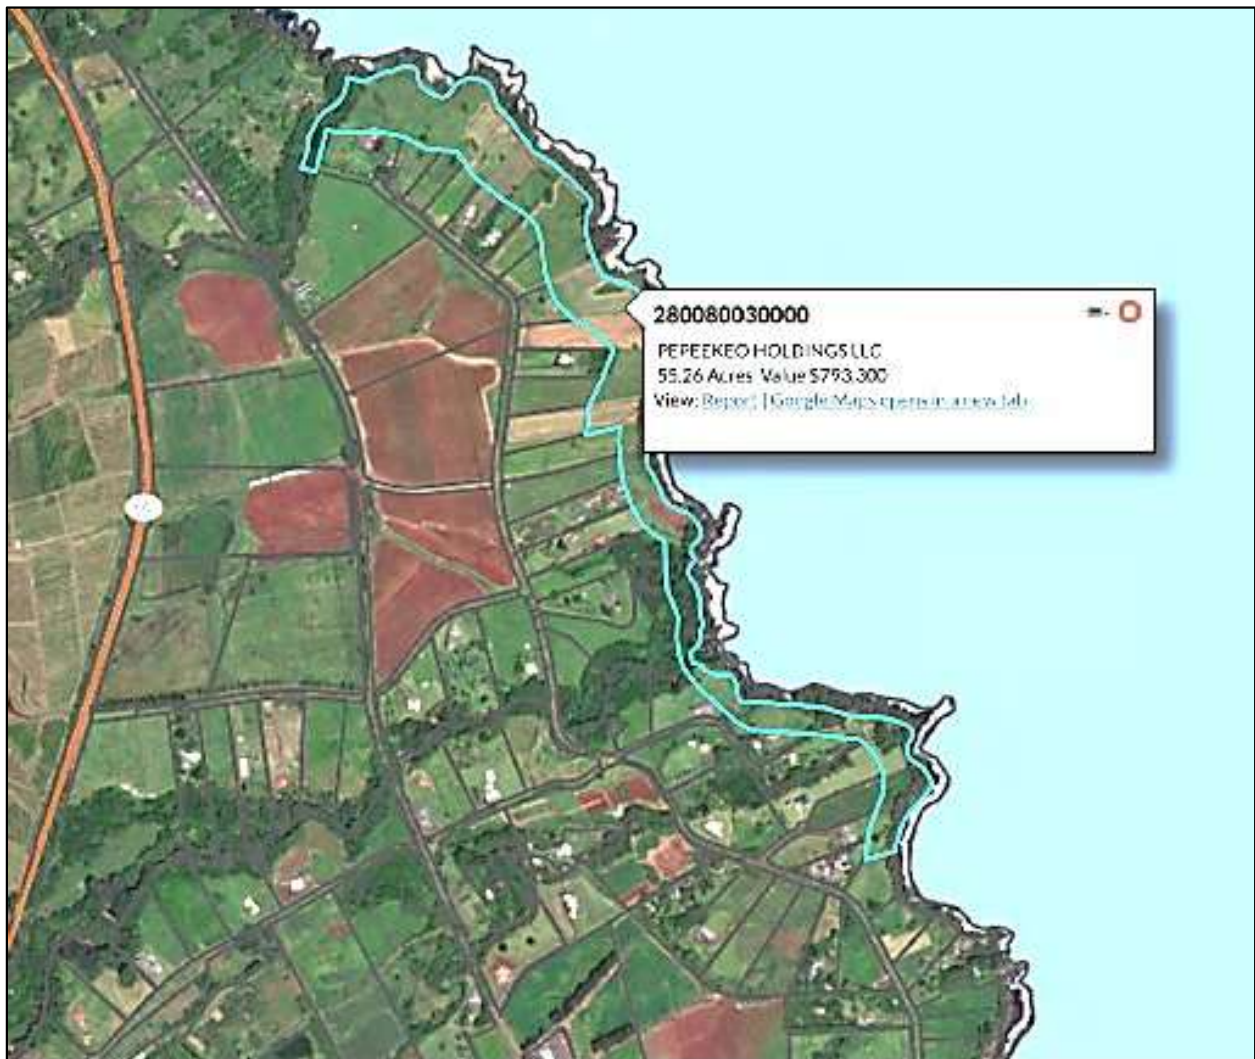 280080030000
PEPEEKEO HOLDINGS LLC
55.26 Acres Value $793,300
View: Report | Google Maps opens in a new tab